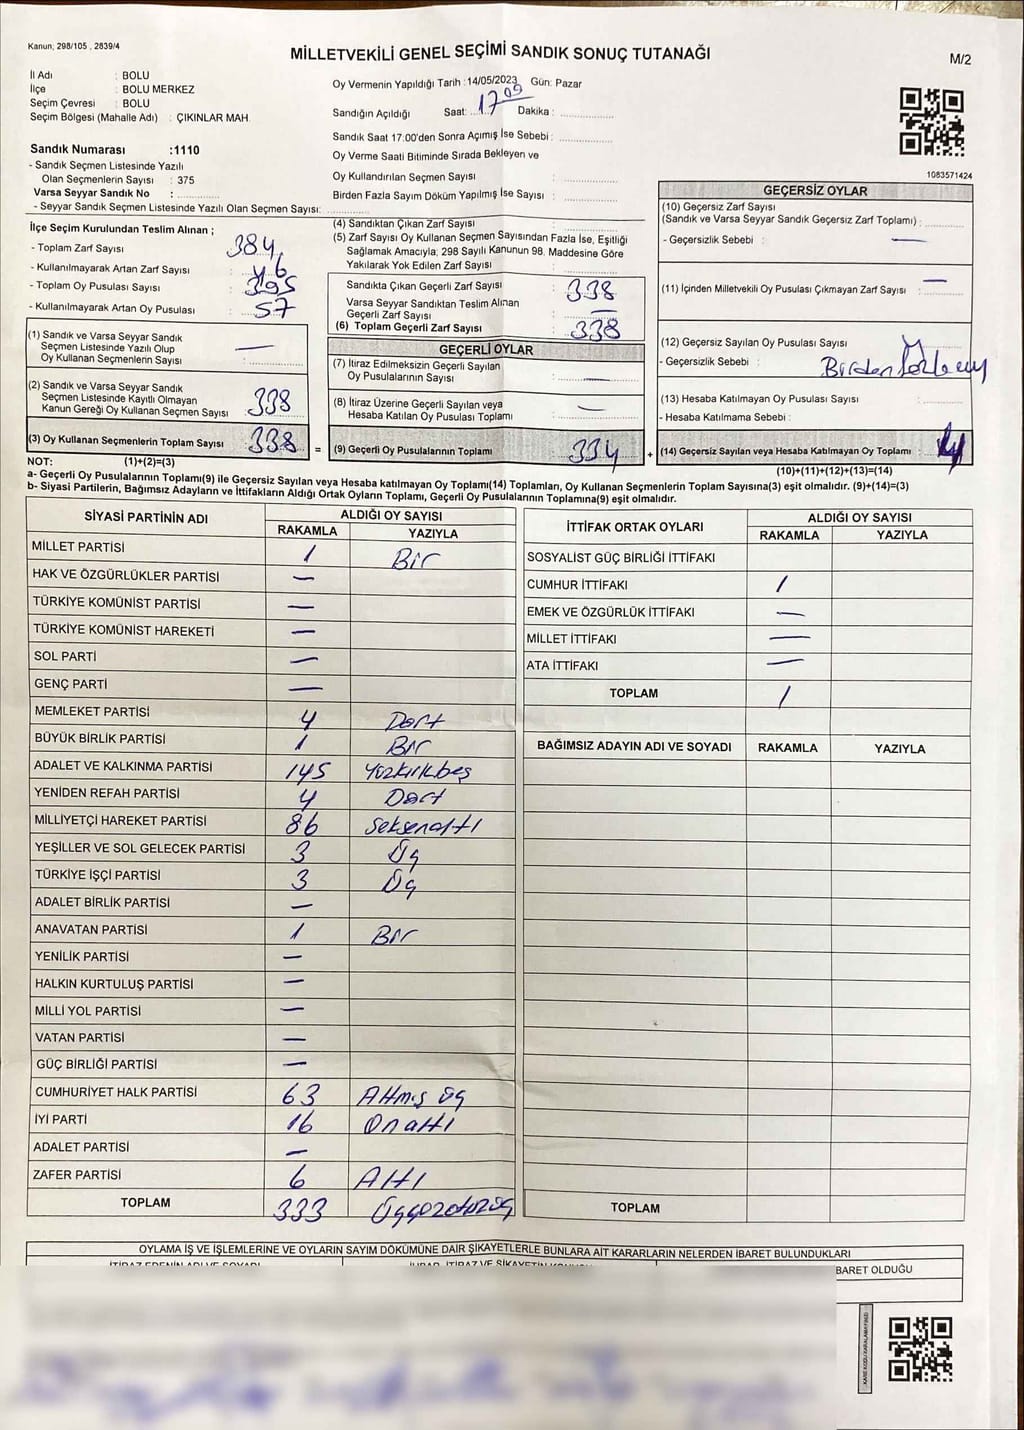 Kanun; 298/105 , 2839/4
MİLLETVEKİLİ GENEL SEÇİMİ SANDIK SONUÇ TUTANAĞI
M/2
İl Adı : BOLU
İlçe : BOLU MERKEZ
Seçim Çevresi : BOLU
Seçim Bölgesi (Mahalle Adı) : ÇIKINLAR MAH.
Sandık Numarası :1110
- Sandık Seçmen Listesinde Yazılı
Olan Seçmenlerin Sayısı : 375
Varsa Seyyar Sandık No :
- Seyyar Sandık Seçmen Listesinde Yazılı Olan Seçmen Sayısı:
Oy Vermenin Yapıldığı Tarih :14/05/2023 Gün: Pazar
Sandığın Açıldığı Saat: 17 00 Dakika :
Sandık Saat 17:00'den Sonra Açımış İse Sebebi :
Oy Verme Saati Bitiminde Sırada Bekleyen ve
Oy Kullandırılan Seçmen Sayısı :
Birden Fazla Sayım Döküm Yapılmış İse Sayısı :
1083571424
İlçe Seçim Kurulundan Teslim Alınan ;
- Toplam Zarf Sayısı : 384
- Kullanılmayarak Artan Zarf Sayısı : 46
- Toplam Oy Pusulası Sayısı : 395
- Kullanılmayarak Artan Oy Pusulası : 57
(1) Sandık ve Varsa Seyyar Sandık
Seçmen Listesinde Yazılı Olup
Oy Kullanan Seçmenlerin Sayısı : —
(2) Sandık ve Varsa Seyyar Sandık
Seçmen Listesinde Kayıtlı Olmayan
Kanun Gereği Oy Kullanan Seçmen Sayısı : 338
(3) Oy Kullanan Seçmenlerin Toplam Sayısı : 338 =
(4) Sandıktan Çıkan Zarf Sayısı :
(5) Zarf Sayısı Oy Kullanan Seçmen Sayısından Fazla İse, Eşitliği
Sağlamak Amacıyla; 298 Sayılı Kanunun 98. Maddesine Göre
Yakılarak Yok Edilen Zarf Sayısı :
Sandıkta Çıkan Geçerli Zarf Sayısı : 338
Varsa Seyyar Sandıktan Teslim Alınan
Geçerli Zarf Sayısı : —
(6) Toplam Geçerli Zarf Sayısı : 338
GEÇERLİ OYLAR
(7) İtiraz Edilmeksizin Geçerli Sayılan
Oy Pusulalarının Sayısı : —
(8) İtiraz Üzerine Geçerli Sayılan veya
Hesaba Katılan Oy Pusulası Toplamı : —
(9) Geçerli Oy Pusulalarının Toplamı : 334 +
GEÇERSİZ OYLAR
(10) Geçersiz Zarf Sayısı
(Sandık ve Varsa Seyyar Sandık Geçersiz Zarf Toplamı) :
- Geçersizlik Sebebi : —
(11) İçinden Milletvekili Oy Pusulası Çıkmayan Zarf Sayısı : —
(12) Geçersiz Sayılan Oy Pusulası Sayısı :
- Geçersizlik Sebebi : Birden
(13) Hesaba Katılmayan Oy Pusulası Sayısı :
- Hesaba Katılmama Sebebi :
(14) Geçersiz Sayılan veya Hesaba Katılmayan Oy Toplamı : 4
NOT: (1)+(2)=(3)
(10)+(11)+(12)+(13)=(14)
a- Geçerli Oy Pusulalarının Toplamı(9) ile Geçersiz Sayılan veya Hesaba katılmayan Oy Toplamı(14) Toplamları, Oy Kullanan Seçmenlerin Toplam Sayısına(3) eşit olmalıdır. (9)+(14)=(3)
b- Siyasi Partilerin, Bağımsız Adayların ve İttifakların Aldığı Ortak Oyların Toplamı, Geçerli Oy Pusulalarının Toplamına(9) eşit olmalıdır.
SİYASİ PARTİNİN ADI ALDIĞI OY SAYISI
RAKAMLA YAZIYLA
MİLLET PARTİSİ 1 Bir
HAK VE ÖZGÜRLÜKLER PARTİSİ —
TÜRKİYE KOMÜNİST PARTİSİ —
TÜRKİYE KOMÜNİST HAREKETİ —
SOL PARTİ —
GENÇ PARTİ —
MEMLEKET PARTİSİ 4 Dört
BÜYÜK BİRLİK PARTİSİ 1 Bir
ADALET VE KALKINMA PARTİSİ 145 Yüzkırkbeş
YENİDEN REFAH PARTİSİ 4 Dört
MİLLİYETÇİ HAREKET PARTİSİ 86 Seksenaltı
YEŞİLLER VE SOL GELECEK PARTİSİ 3 Üç
TÜRKİYE İŞÇİ PARTİSİ 3 Üç
ADALET BİRLİK PARTİSİ —
ANAVATAN PARTİSİ 1 Bir
YENİLİK PARTİSİ —
HALKIN KURTULUŞ PARTİSİ —
MİLLİ YOL PARTİSİ —
VATAN PARTİSİ —
GÜÇ BİRLİĞİ PARTİSİ —
CUMHURİYET HALK PARTİSİ 63 Altmış üç
İYİ PARTİ 16 Onaltı
ADALET PARTİSİ —
ZAFER PARTİSİ 6 Altı
TOPLAM 333 Üçyüzotuzüç
İTTİFAK ORTAK OYLARI ALDIĞI OY SAYISI
RAKAMLA YAZIYLA
SOSYALİST GÜÇ BİRLİĞİ İTTİFAKI
CUMHUR İTTİFAKI 1
EMEK VE ÖZGÜRLÜK İTTİFAKI —
MİLLET İTTİFAKI —
ATA İTTİFAKI —
TOPLAM 1
BAĞIMSIZ ADAYIN ADI VE SOYADI RAKAMLA YAZIYLA
TOPLAM
OYLAMA İŞ VE İŞLEMLERİNE VE OYLARIN SAYIM DÖKÜMÜNE DAİR ŞİKAYETLERLE BUNLARA AİT KARARLARIN NELERDEN İBARET BULUNDUKLARI
BARET OLDUĞU